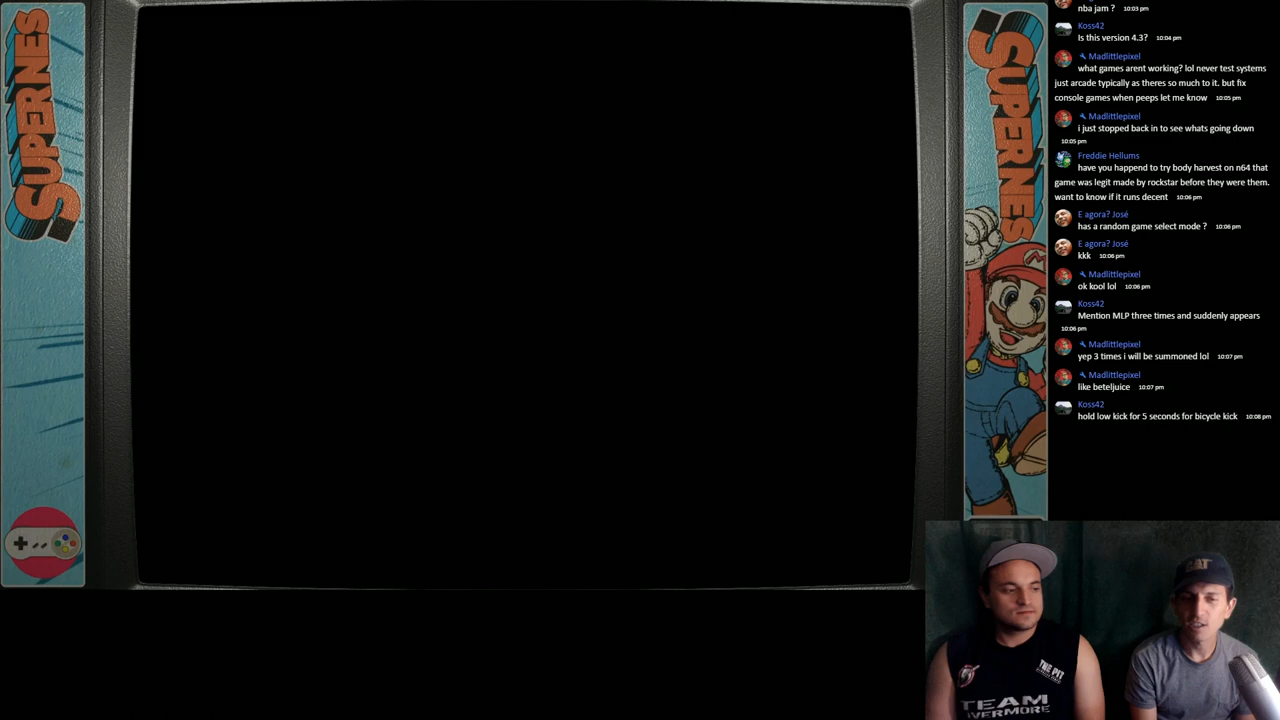 SUPERNES
SUPERNES
nba jam ? 10:03 pm
Koss42
Is this version 4.3? 10:04 pm
Madlittlepixel
what games arent working? lol never test systems
just arcade typically as theres so much to it. but fix
console games when peeps let me know 10:05 pm
Madlittlepixel
i just stopped back in to see whats going down
10:05 pm
Freddie Hellums
have you happend to try body harvest on n64 that
game was legit made by rockstar before they were them.
want to know if it runs decent 10:06 pm
E agora? José
has a random game select mode ? 10:06 pm
E agora? José
kkk 10:06 pm
Madlittlepixel
ok kool lol 10:06 pm
Koss42
Mention MLP three times and suddenly appears
10:06 pm
Madlittlepixel
yep 3 times i will be summoned lol 10:07 pm
Madlittlepixel
like beteljuice 10:07 pm
Koss42
hold low kick for 5 seconds for bicycle kick 10:08 pm
CAT
THE PIT
TEAM